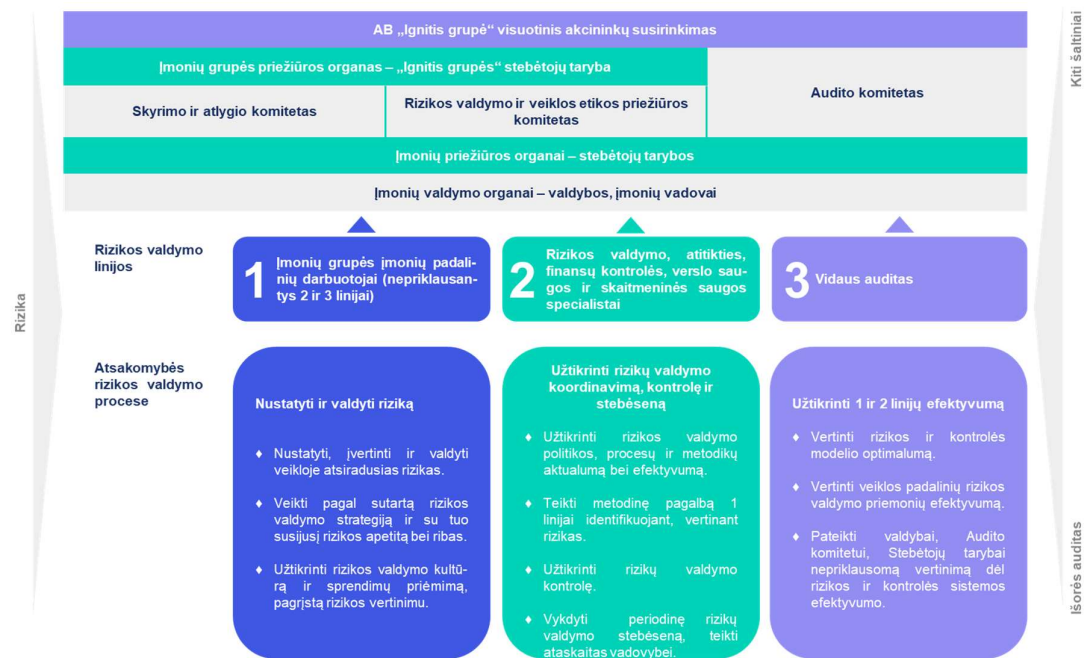 AB „Ignitis grupė“ visuotinis akcininkų susirinkimas
Įmonių grupės priežiūros organas – „Ignitis grupės“ stebėtojų taryba
Skyrimo ir atlygio komitetas
Rizikos valdymo ir veiklos etikos priežiūros
komitetas
Audito komitetas
Įmonių priežiūros organai – stebėtojų tarybos
Įmonių valdymo organai – valdybos, įmonių vadovai
Rizika
Kiti šaltiniai
Išorės auditas
Rizikos valdymo
linijos
1
Įmonių grupės įmonių padali-
nių darbuotojai (nepriklausan-
tys 2 ir 3 linijai)
2
Rizikos valdymo, atitikties,
finansų kontrolės, verslo sau-
gos ir skaitmeninės saugos
specialistai
3
Vidaus auditas
Atsakomybės
rizikos valdymo
procese
Nustatyti ir valdyti riziką
♦ Nustatyti, įvertinti ir valdyti
veikloje atsiradusias rizikas.
♦ Veikti pagal sutartą rizikos
valdymo strategiją ir su tuo
susijusį rizikos apetitą bei ribas.
♦ Užtikrinti rizikos valdymo kultū-
rą ir sprendimų priėmimą,
pagrįstą rizikos vertinimu.
Užtikrinti rizikų valdymo
koordinavimą, kontrolę ir
stebėseną
♦ Užtikrinti rizikos valdymo
politikos, procesų ir metodikų
aktualumą bei efektyvumą.
♦ Teikti metodinę pagalbą 1
linijai identifikuojant, vertinant
rizikas.
♦ Užtikrinti rizikų valdymo
kontrolę.
♦ Vykdyti periodinę rizikų
valdymo stebėseną, teikti
ataskaitas vadovybei.
Užtikrinti 1 ir 2 linijų efektyvumą
♦ Vertinti rizikos ir kontrolės
modelio optimalumą.
♦ Vertinti veiklos padalinių rizikos
valdymo priemonių efektyvumą.
♦ Pateikti valdybai, Audito
komitetui, Stebėtojų tarybai
nepriklausomą vertinimą dėl
rizikos ir kontrolės sistemos
efektyvumo.